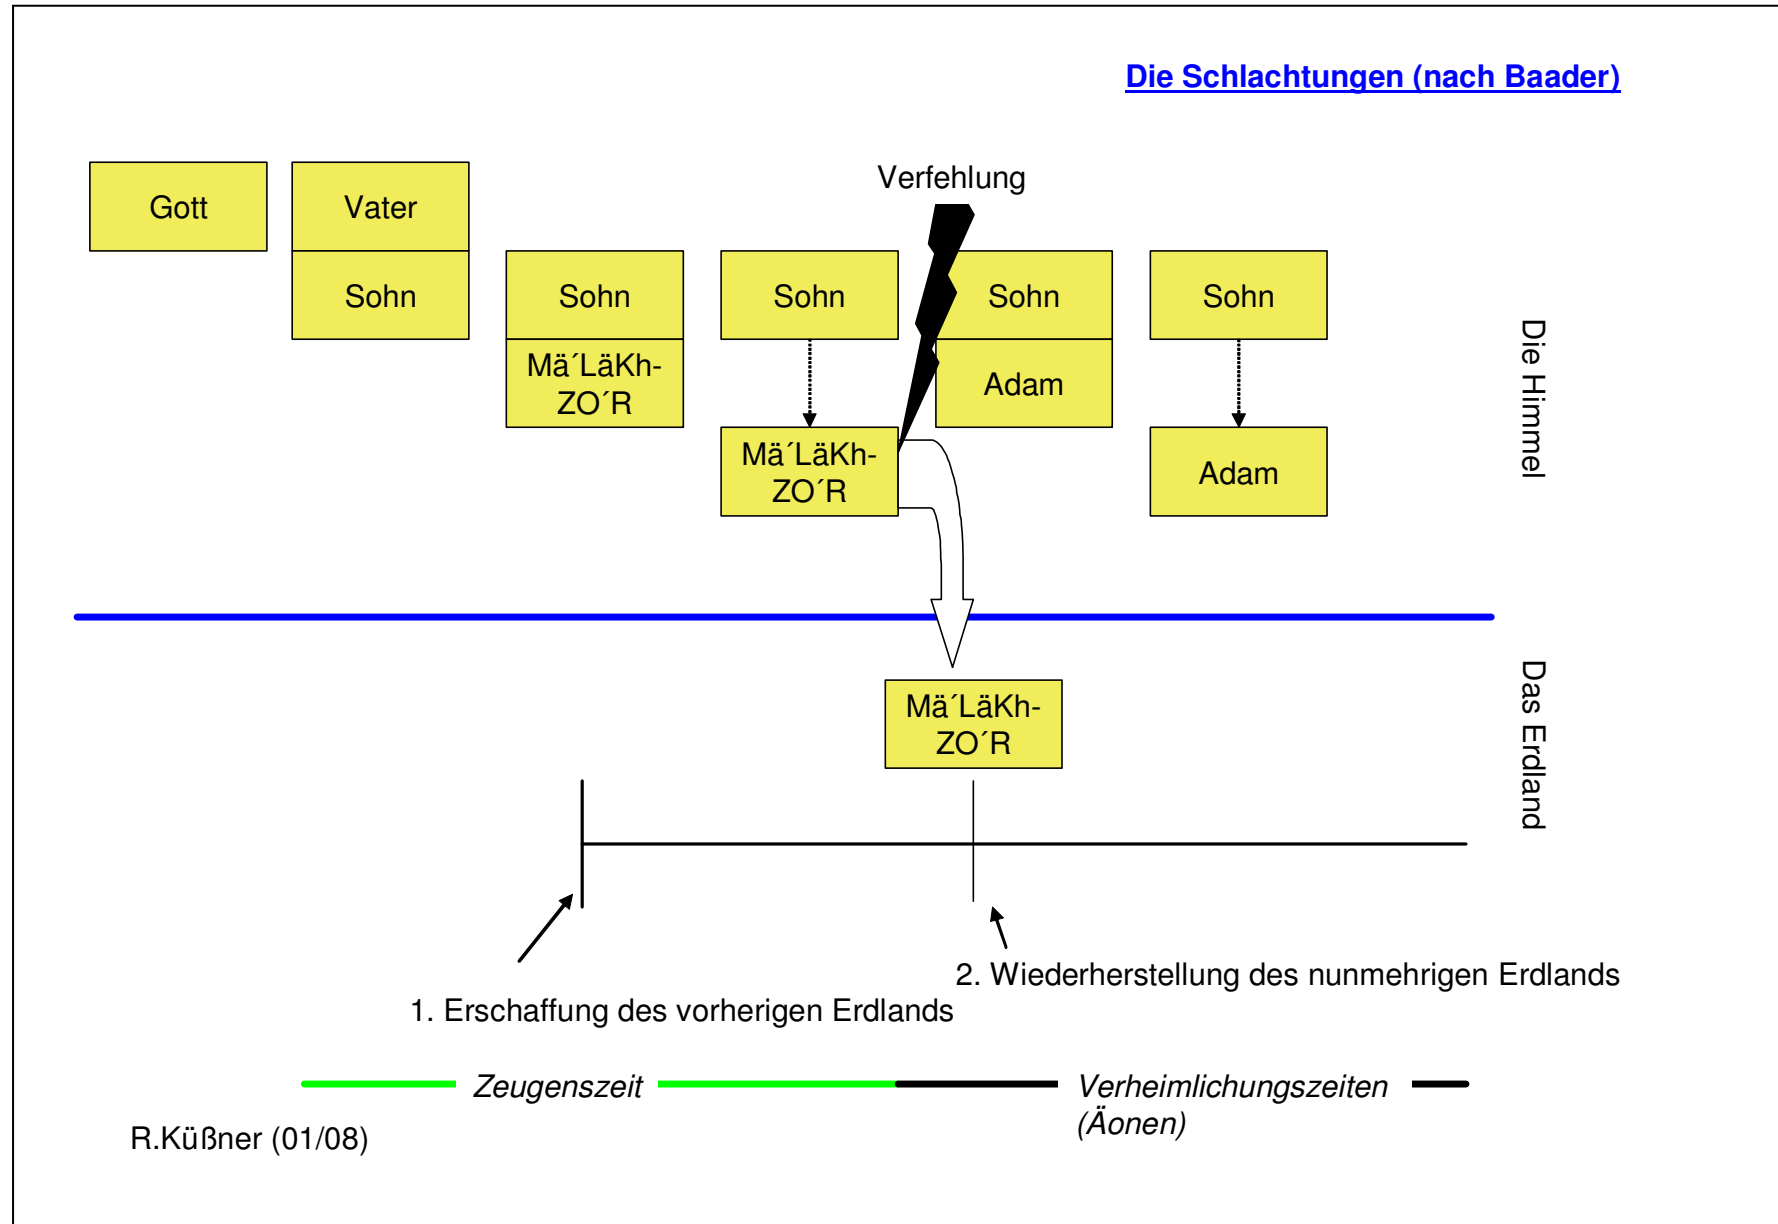 Die Schlachtungen (nach Baader)
Verfehlung
Gott
Vater
Sohn
Sohn
Mä´LäKh-
ZO´R
Sohn
Mä´LäKh-
ZO´R
Sohn
Adam
Sohn
Adam
Die Himmel
Mä´LäKh-
ZO´R
Das Erdland
2. Wiederherstellung des nunmehrigen Erdlands
1. Erschaffung des vorherigen Erdlands
Zeugenszeit
Verheimlichungszeiten
(Äonen)
R.Küßner (01/08)